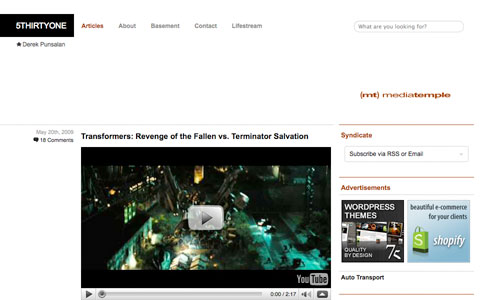 5THIRTYONE
Articles
About
Basement
Contact
Lifestream
What are you looking for?
Derek Punsalan
(mt) mediatemple
May 20th, 2009
18 Comments
Transformers: Revenge of the Fallen vs. Terminator Salvation
You Tube
0:00 / 2:17
Syndicate
Subscribe via RSS or Email
Advertisements
WORDPRESS
THEMES
QUALITY
BY DESIGN
beautiful e-commerce
for your clients
shopify
Auto Transport